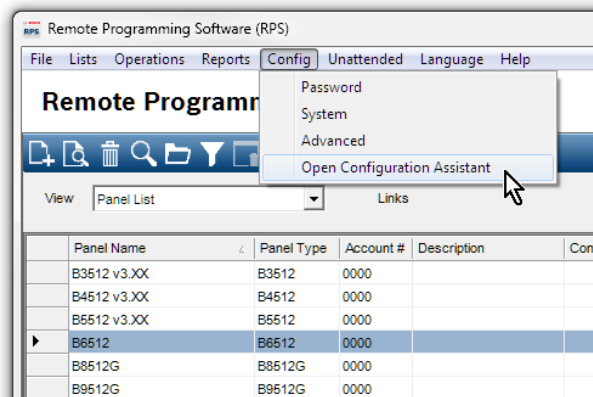 RPS Remote Programming Software (RPS)
File Lists Operations Reports Config Unattended Language Help
Password
Remote Programm
System
Advanced
Open Configuration Assistant
View Panel List Links
Panel Name Panel Type Account # Description Con
B3512 v3.XX B3512 0000
B4512 v3.XX B4512 0000
B5512 v3.XX B5512 0000
B6512 B6512 0000
B8512G B8512G 0000
B9512G B9512G 0000